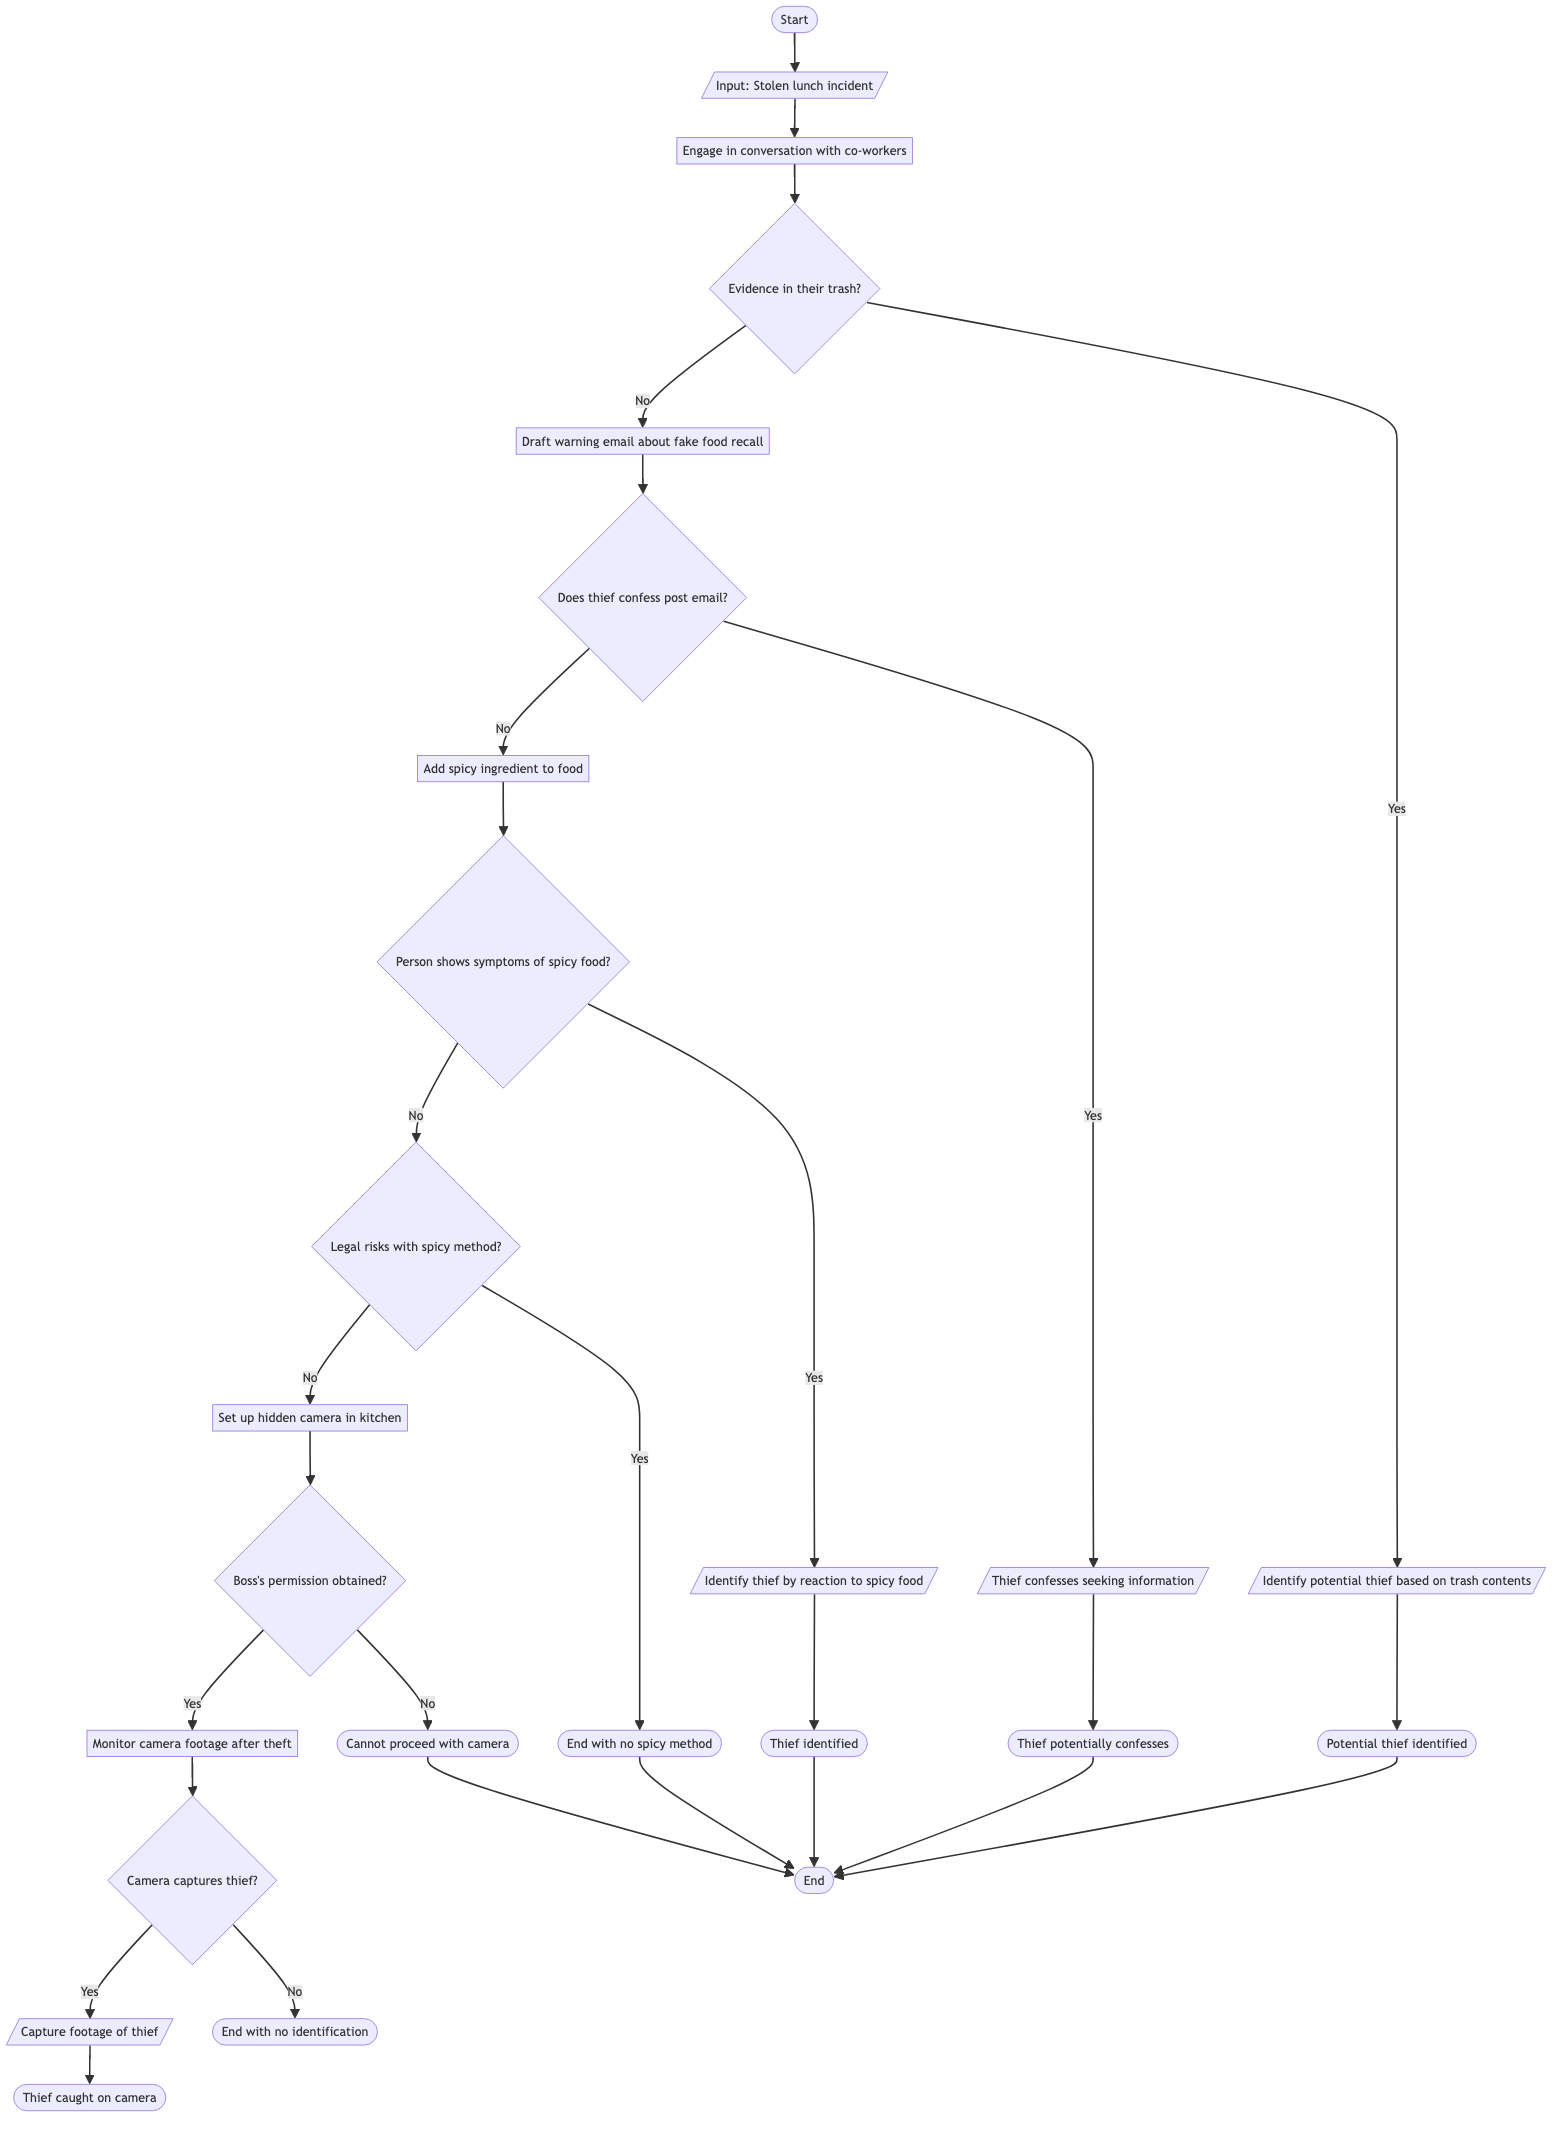 Start
Input: Stolen lunch incident
Engage in conversation with co-workers
Evidence in their trash?
No
Draft warning email about fake food recall
Does thief confess post email?
No
Add spicy ingredient to food
Yes
Person shows symptoms of spicy food?
No
Yes
Legal risks with spicy method?
No
Yes
Set up hidden camera in kitchen
Yes
Boss's permission obtained?
Identify thief by reaction to spicy food
Thief confesses seeking information
Identify potential thief based on trash contents
Yes
No
Monitor camera footage after theft
Cannot proceed with camera
End with no spicy method
Thief identified
Thief potentially confesses
Potential thief identified
Camera captures thief?
End
Yes
No
Capture footage of thief
End with no identification
Thief caught on camera